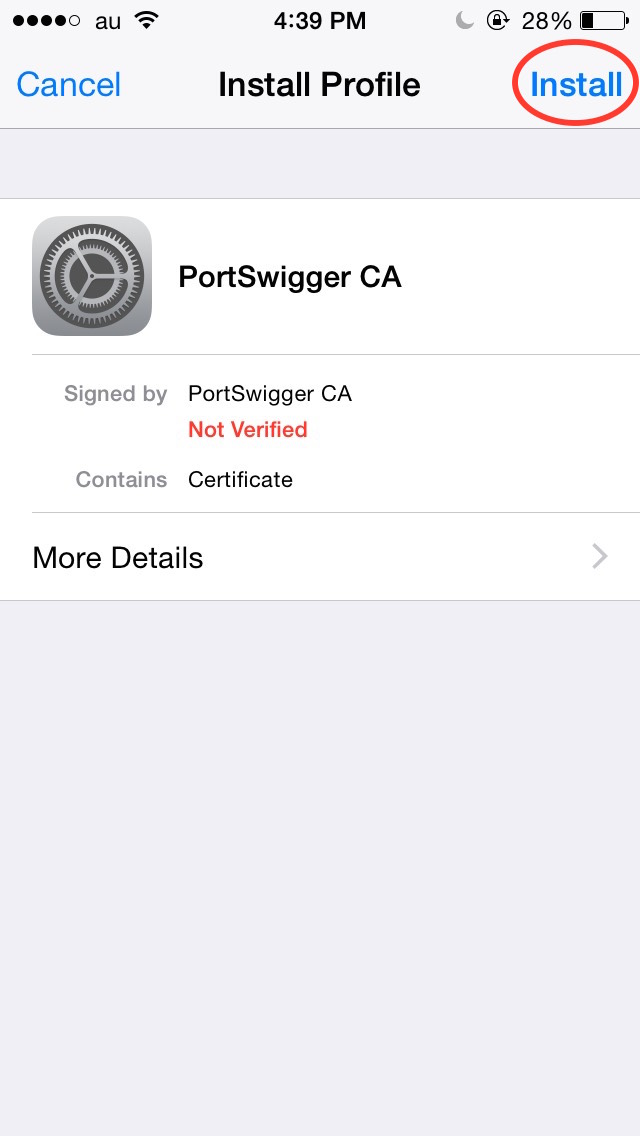 au 4:39 PM 28%
Cancel Install Profile Install
PortSwigger CA
Signed by PortSwigger CA
Not Verified
Contains Certificate
More Details